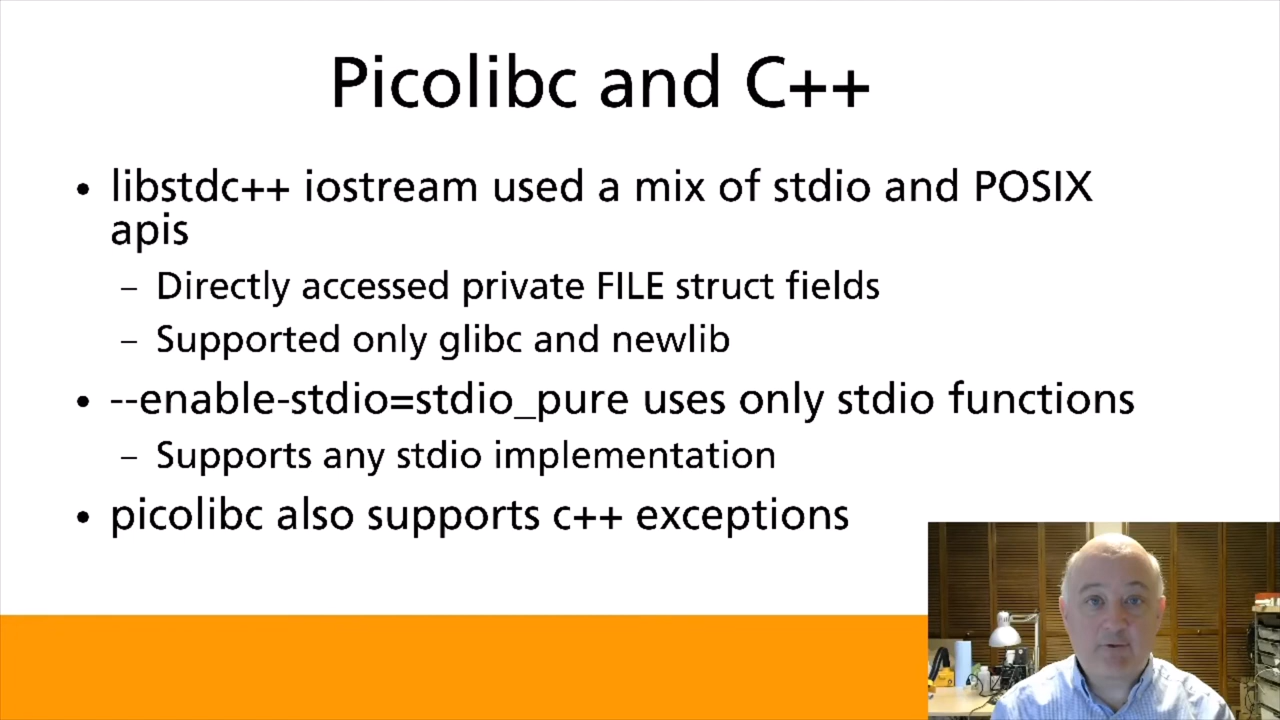 Picolibc and C++
• libstdc++ iostream used a mix of stdio and POSIX
apis
– Directly accessed private FILE struct fields
– Supported only glibc and newlib
• --enable-stdio=stdio_pure uses only stdio functions
– Supports any stdio implementation
• picolibc also supports c++ exceptions